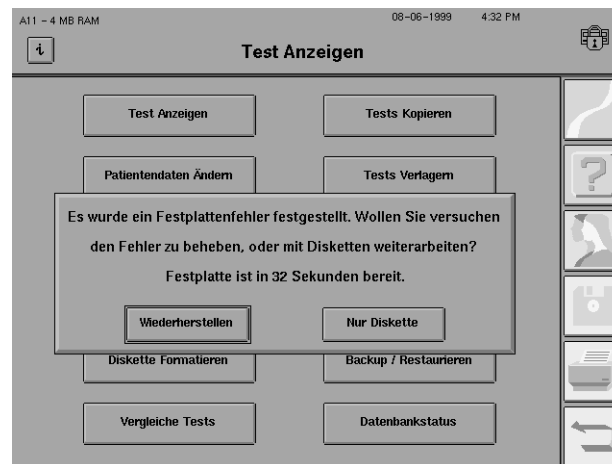 A11 - 4 MB RAM
08-06-1999 4:32 PM
i
Test Anzeigen
Test Anzeigen
Tests Kopieren
Patientendaten Ändern
Tests Verlagern
Es wurde ein Festplattenfehler festgestellt. Wollen Sie versuchen
den Fehler zu beheben, oder mit Disketten weiterarbeiten?
Festplatte ist in 32 Sekunden bereit.
Wiederherstellen
Nur Diskette
Diskette Formatieren
Backup / Restaurieren
Vergleiche Tests
Datenbankstatus
?